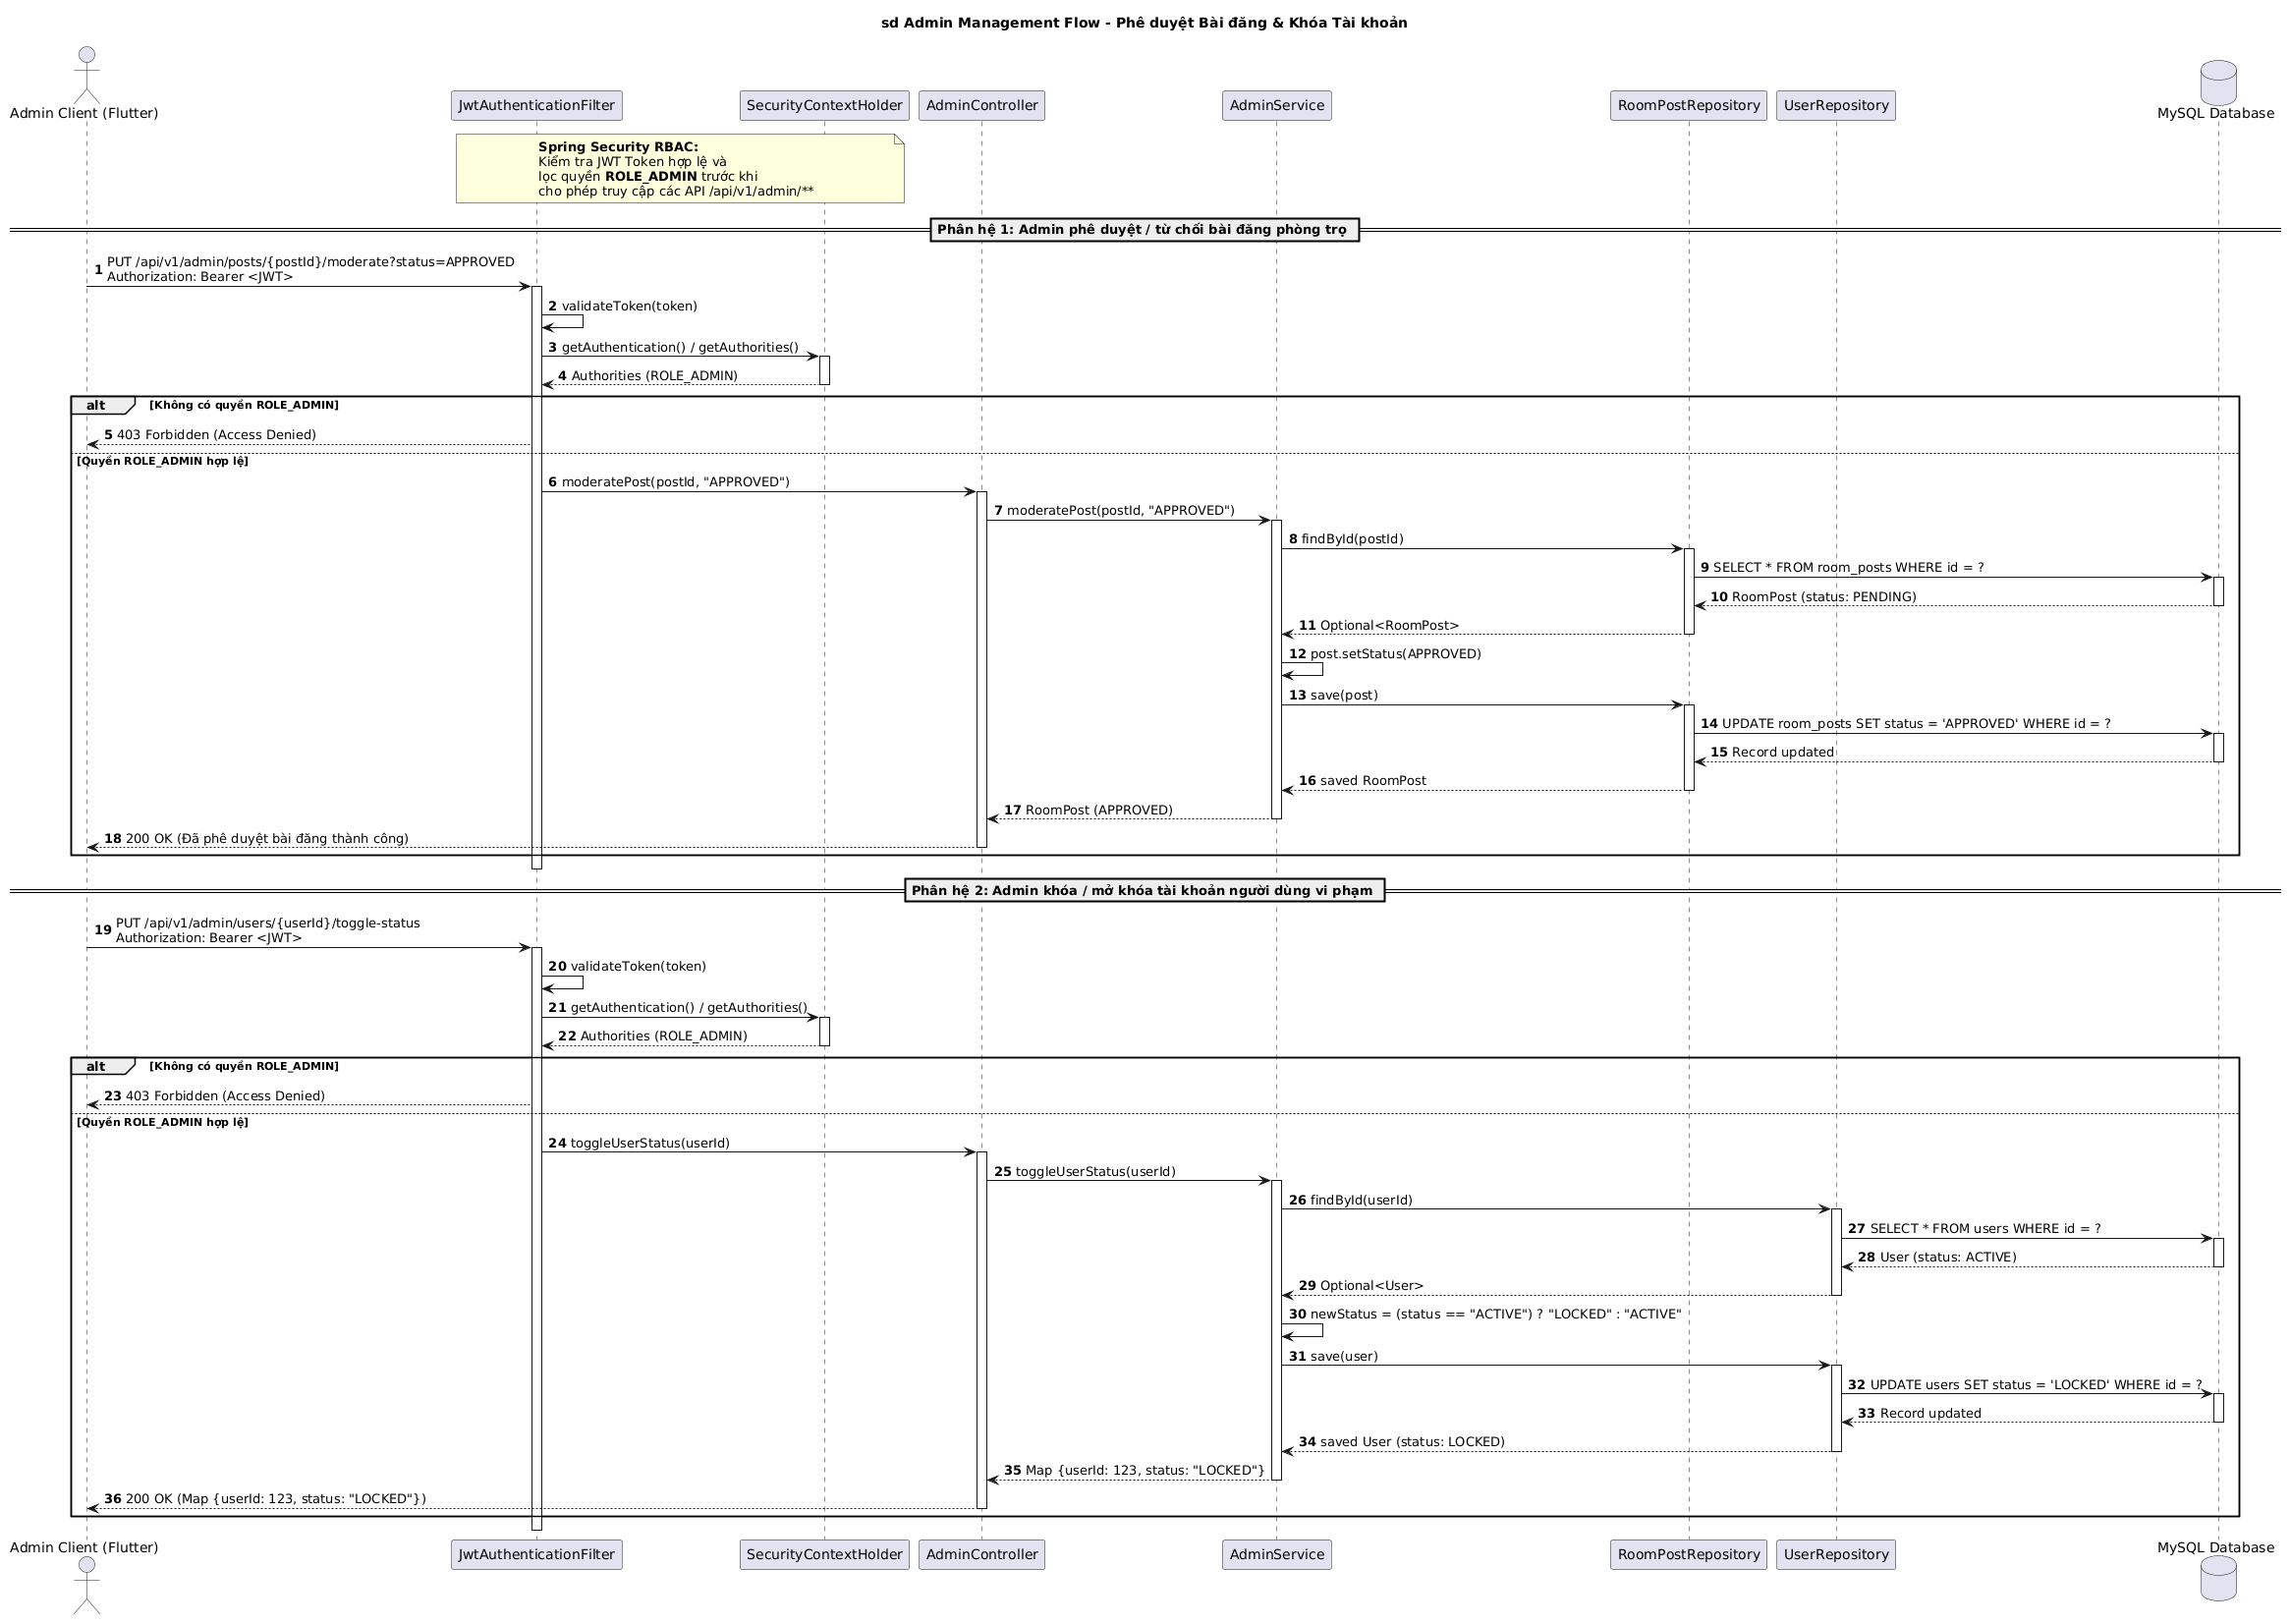 sd Admin Management Flow - Phê duyệt Bài đăng & Khóa Tài khoản
Admin Client (Flutter)
JwtAuthenticationFilter
SecurityContextHolder
AdminController
AdminService
RoomPostRepository
UserRepository
MySQL Database
Spring Security RBAC:
Kiểm tra JWT Token hợp lệ và
lọc quyền ROLE_ADMIN trước khi
cho phép truy cập các API /api/v1/admin/**
Phân hệ 1: Admin phê duyệt / từ chối bài đăng phòng trọ
1 PUT /api/v1/admin/posts/{postId}/moderate?status=APPROVED
Authorization: Bearer <JWT>
2 validateToken(token)
3 getAuthentication() / getAuthorities()
4 Authorities (ROLE_ADMIN)
alt [Không có quyền ROLE_ADMIN]
5 403 Forbidden (Access Denied)
[Quyền ROLE_ADMIN hợp lệ]
6 moderatePost(postId, "APPROVED")
7 moderatePost(postId, "APPROVED")
8 findById(postId)
9 SELECT * FROM room_posts WHERE id = ?
10 RoomPost (status: PENDING)
11 Optional<RoomPost>
12 post.setStatus(APPROVED)
13 save(post)
14 UPDATE room_posts SET status = 'APPROVED' WHERE id = ?
15 Record updated
16 saved RoomPost
17 RoomPost (APPROVED)
18 200 OK (Đã phê duyệt bài đăng thành công)
Phân hệ 2: Admin khóa / mở khóa tài khoản người dùng vi phạm
19 PUT /api/v1/admin/users/{userId}/toggle-status
Authorization: Bearer <JWT>
20 validateToken(token)
21 getAuthentication() / getAuthorities()
22 Authorities (ROLE_ADMIN)
alt [Không có quyền ROLE_ADMIN]
23 403 Forbidden (Access Denied)
[Quyền ROLE_ADMIN hợp lệ]
24 toggleUserStatus(userId)
25 toggleUserStatus(userId)
26 findById(userId)
27 SELECT * FROM users WHERE id = ?
28 User (status: ACTIVE)
29 Optional<User>
30 newStatus = (status == "ACTIVE") ? "LOCKED" : "ACTIVE"
31 save(user)
32 UPDATE users SET status = 'LOCKED' WHERE id = ?
33 Record updated
34 saved User (status: LOCKED)
35 Map {userId: 123, status: "LOCKED"}
36 200 OK (Map {userId: 123, status: "LOCKED"})
Admin Client (Flutter)
JwtAuthenticationFilter
SecurityContextHolder
AdminController
AdminService
RoomPostRepository
UserRepository
MySQL Database